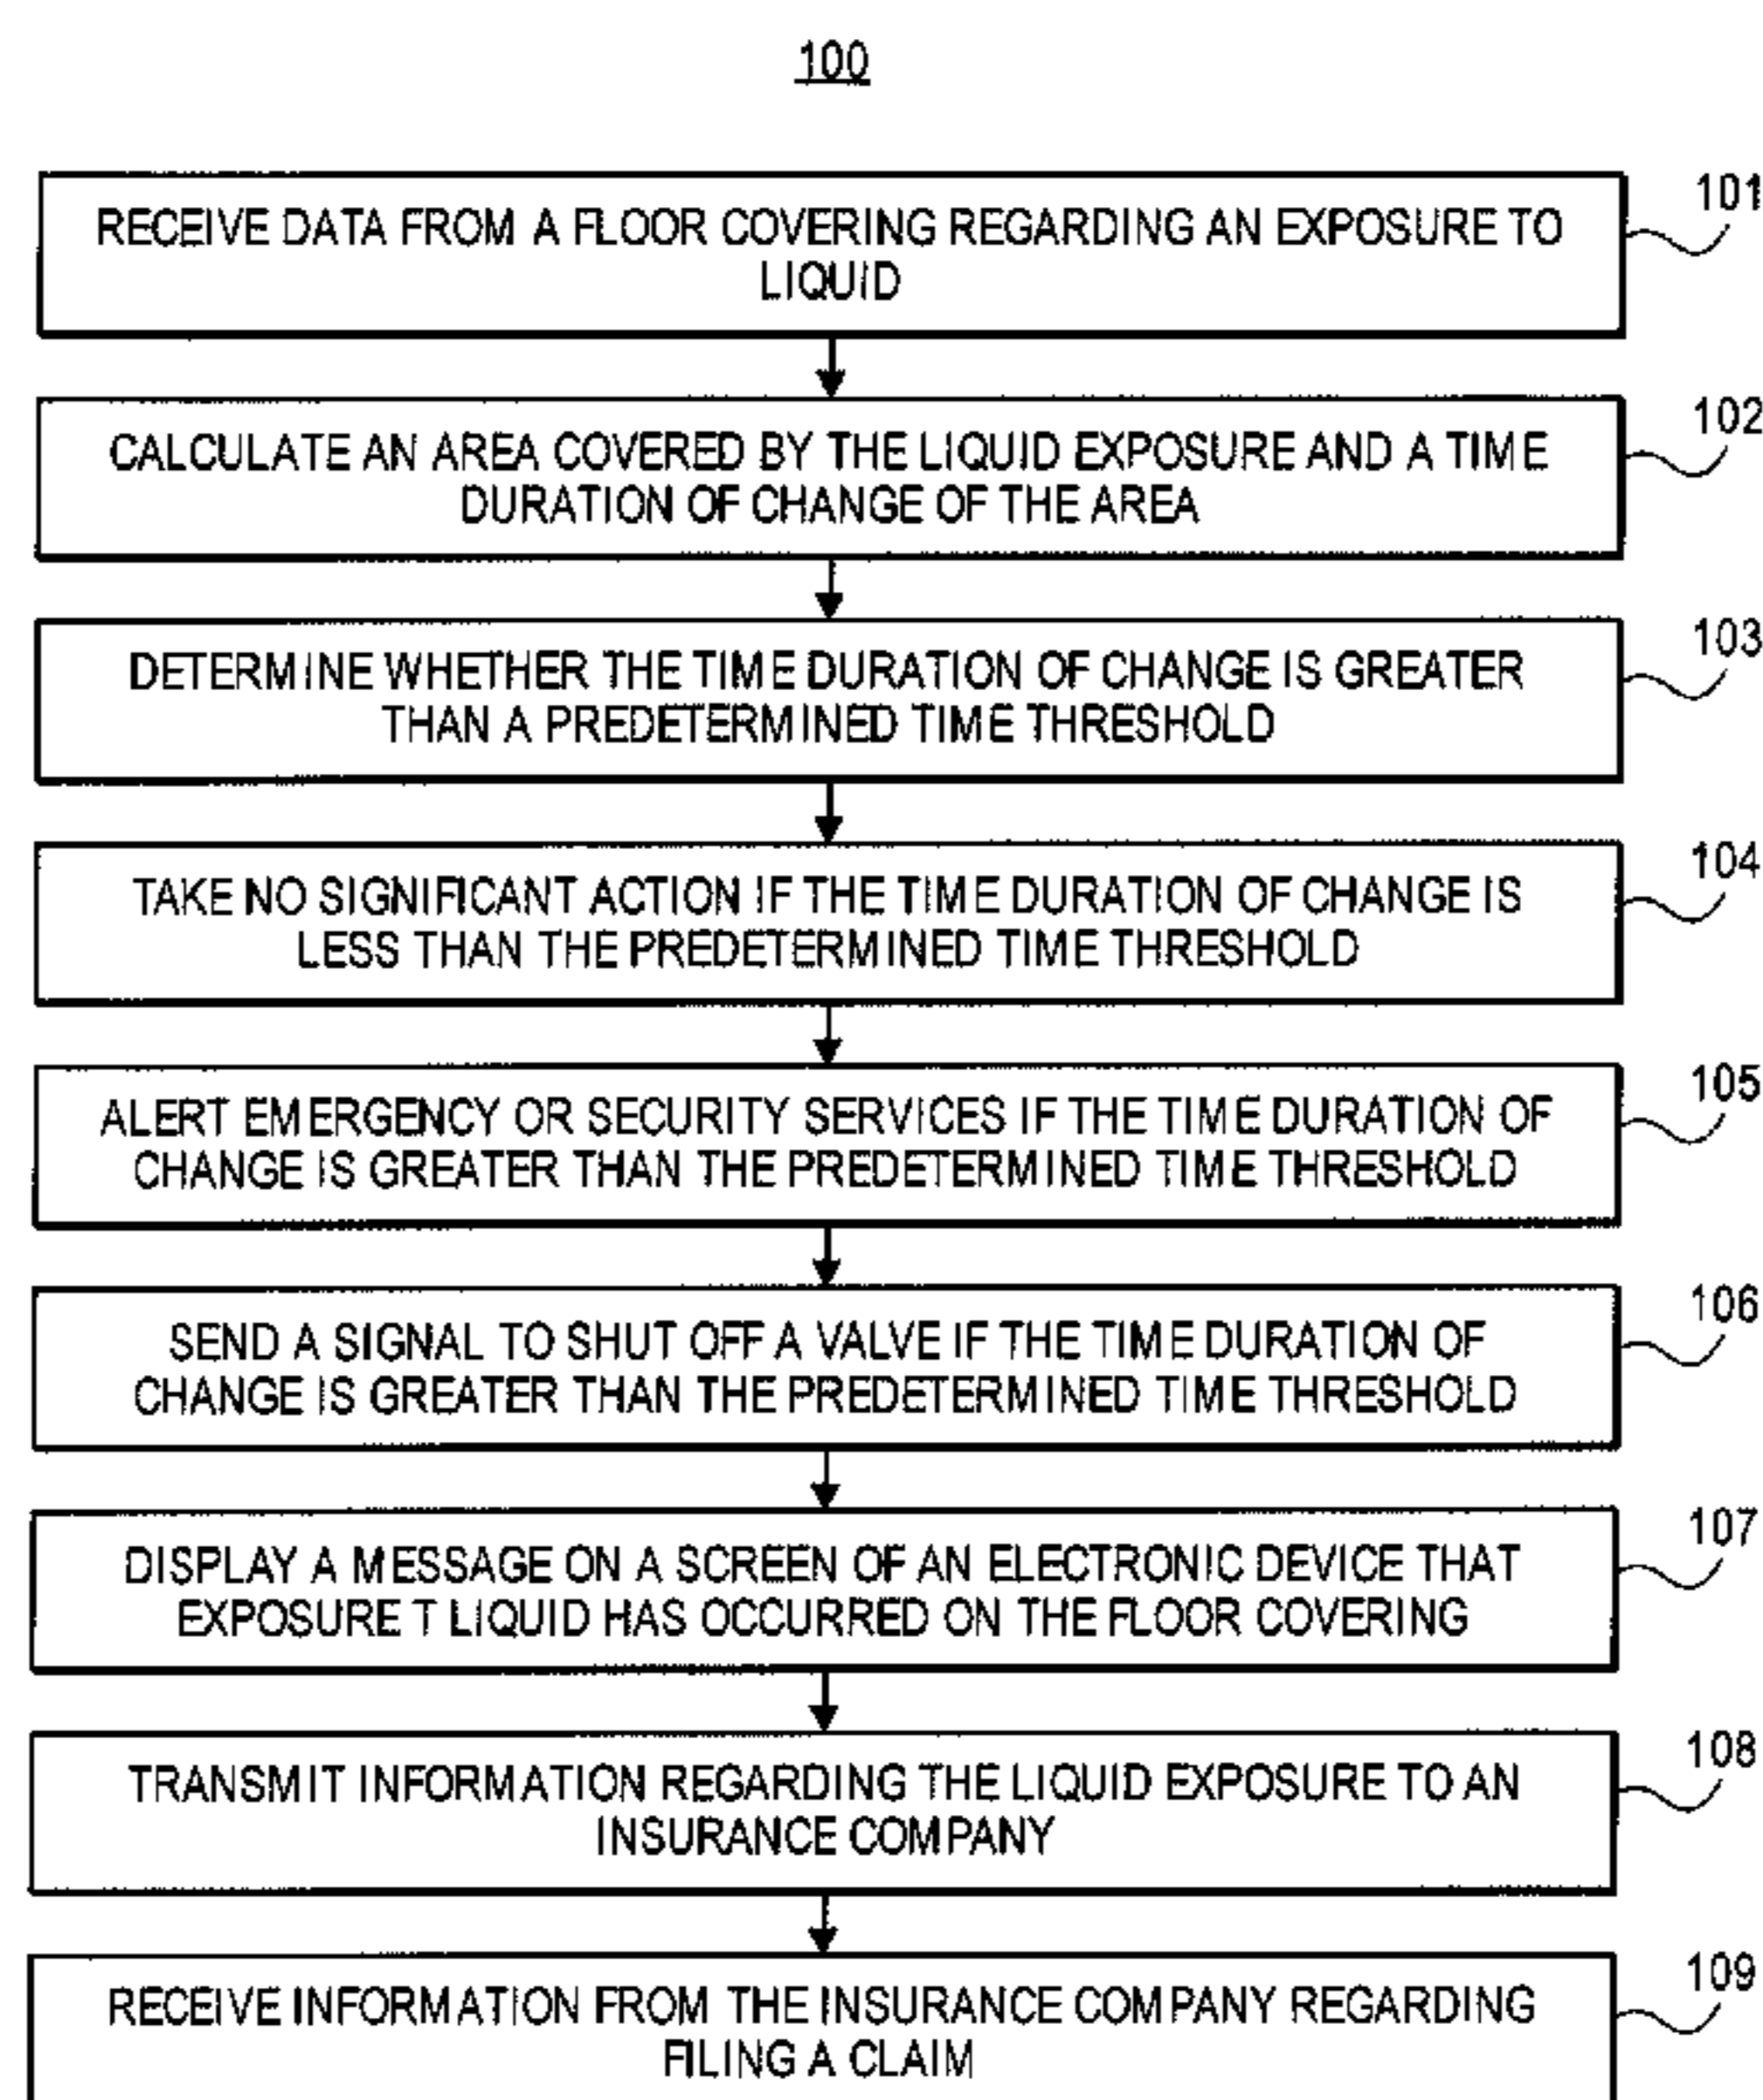 100
RECEIVE DATA FROM A FLOOR COVERING REGARDING AN EXPOSURE TO
LIQUID
101
CALCULATE AN AREA COVERED BY THE LIQUID EXPOSURE AND A TIME
DURATION OF CHANGE OF THE AREA
102
DETERMINE WHETHER THE TIME DURATION OF CHANGE IS GREATER
THAN A PREDETERMINED TIME THRESHOLD
103
TAKE NO SIGNIFICANT ACTION IF THE TIME DURATION OF CHANGE IS
LESS THAN THE PREDETERMINED TIME THRESHOLD
104
ALERT EMERGENCY OR SECURITY SERVICES IF THE TIME DURATION OF
CHANGE IS GREATER THAN THE PREDETERMINED TIME THRESHOLD
105
SEND A SIGNAL TO SHUT OFF A VALVE IF THE TIME DURATION OF
CHANGE IS GREATER THAN THE PREDETERMINED TIME THRESHOLD
106
DISPLAY A MESSAGE ON A SCREEN OF AN ELECTRONIC DEVICE THAT
EXPOSURE T LIQUID HAS OCCURRED ON THE FLOOR COVERING
107
TRANSMIT INFORMATION REGARDING THE LIQUID EXPOSURE TO AN
INSURANCE COMPANY
108
RECEIVE INFORMATION FROM THE INSURANCE COMPANY REGARDING
FILING A CLAIM
109